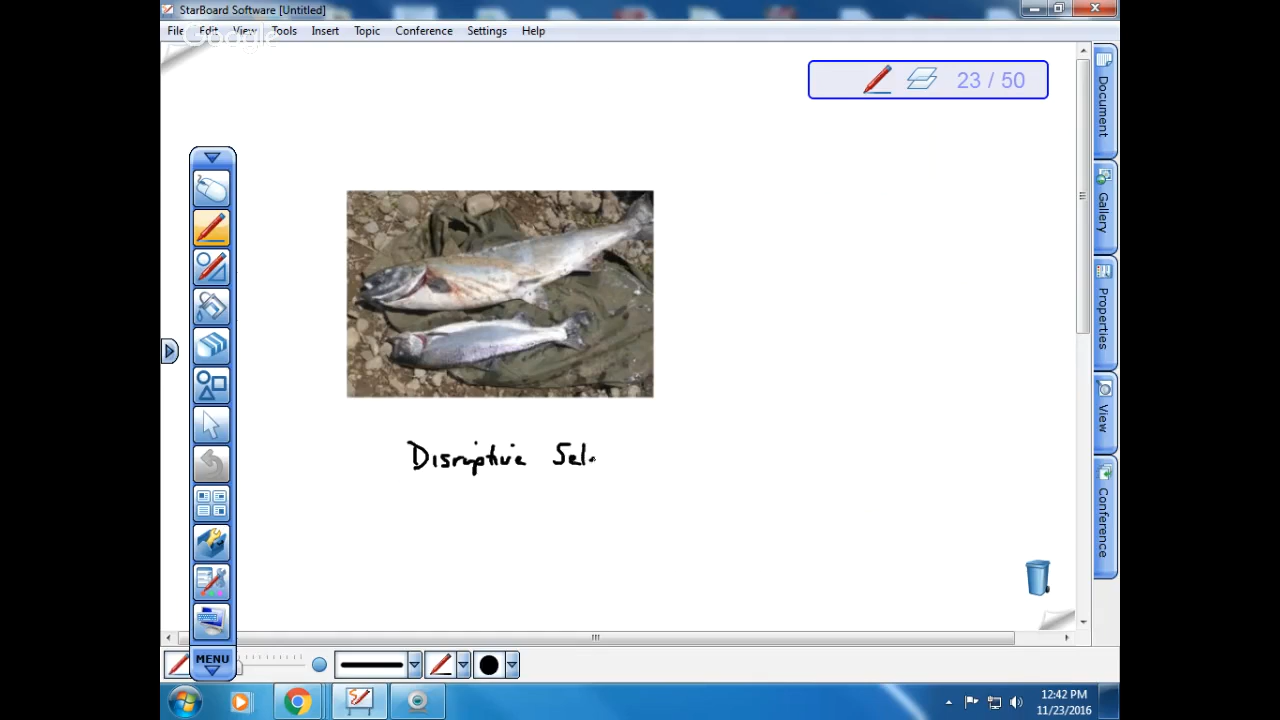 StarBoard Software [Untitled]
File Edit View Tools Insert Topic Conference Settings Help
Google
23 / 50
Document
Gallery
Properties
View
Conference
Disruptive Sel
MENU
12:42 PM
11/23/2016